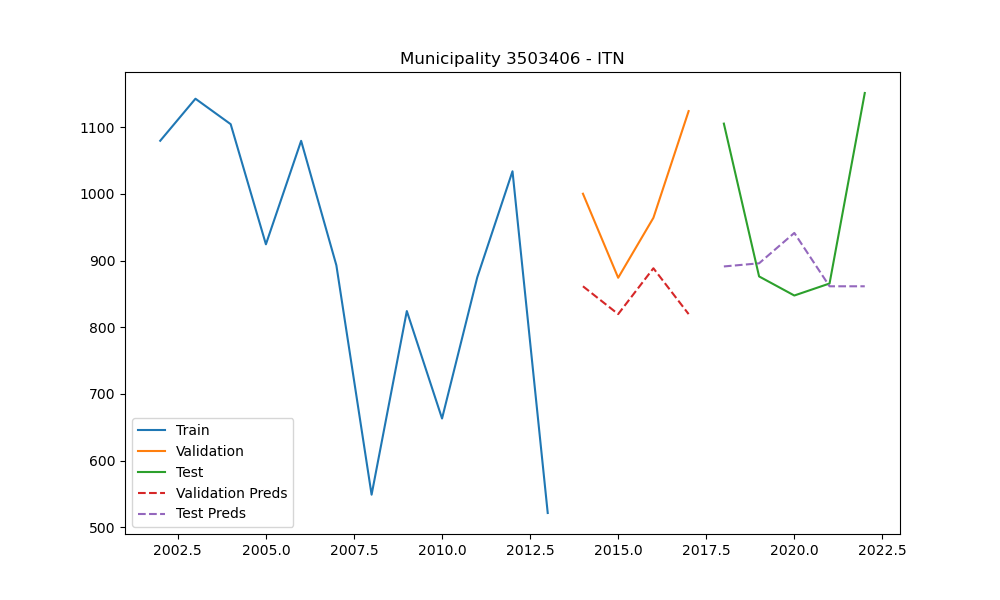 Municipality 3503406 - ITN
1100
1000
900
800
700
600
500
Train
Validation
Test
Validation Preds
Test Preds
2002.5 2005.0 2007.5 2010.0 2012.5 2015.0 2017.5 2020.0 2022.5